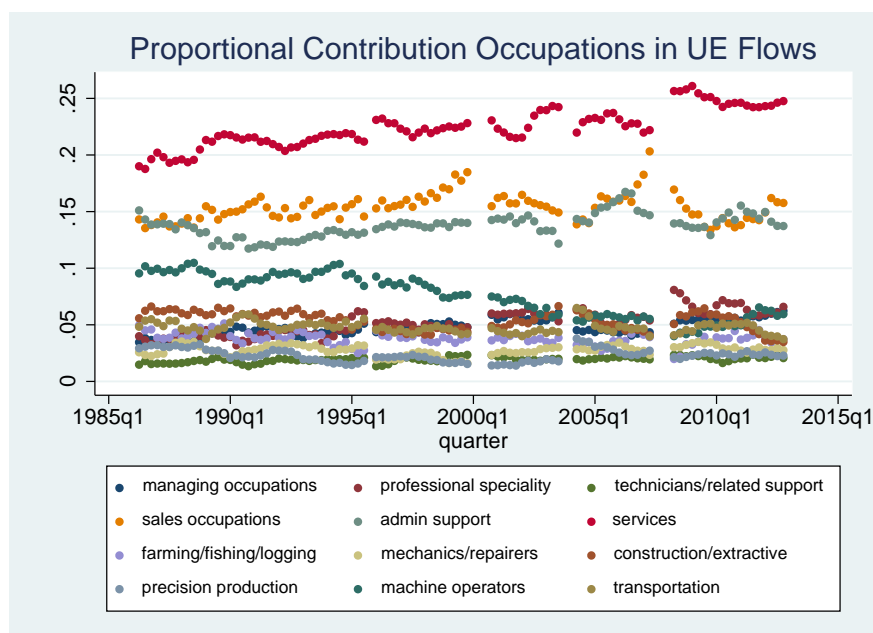 Proportional Contribution Occupations in UE Flows
.25
.2
.15
.1
.05
0
1985q1 1990q1 1995q1 2000q1 2005q1 2010q1 2015q1
quarter
managing occupations professional speciality technicians/related support
sales occupations admin support services
farming/fishing/logging mechanics/repairers construction/extractive
precision production machine operators transportation